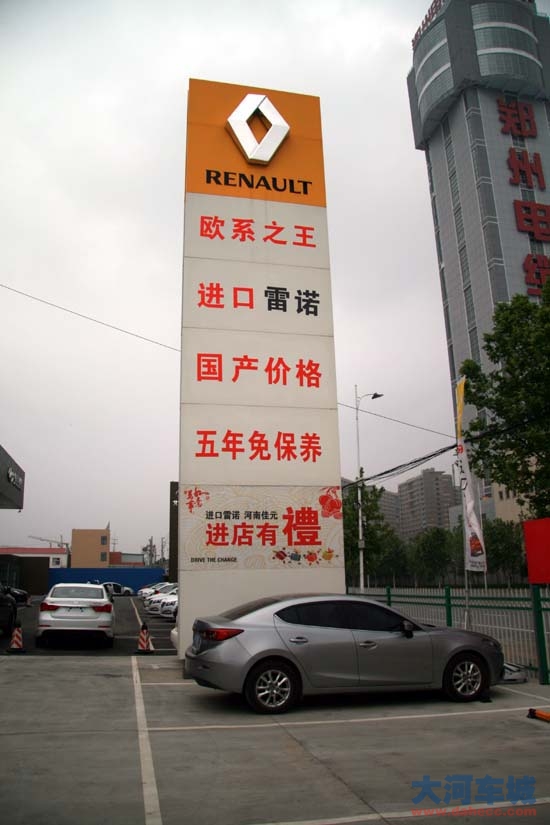 RENAULT
欧系之王
进口雷诺
国产价格
五年免保养
进口雷诺 河南佳元
进店有禮
DRIVE THE CHANGE
郑州电缆
大河车城